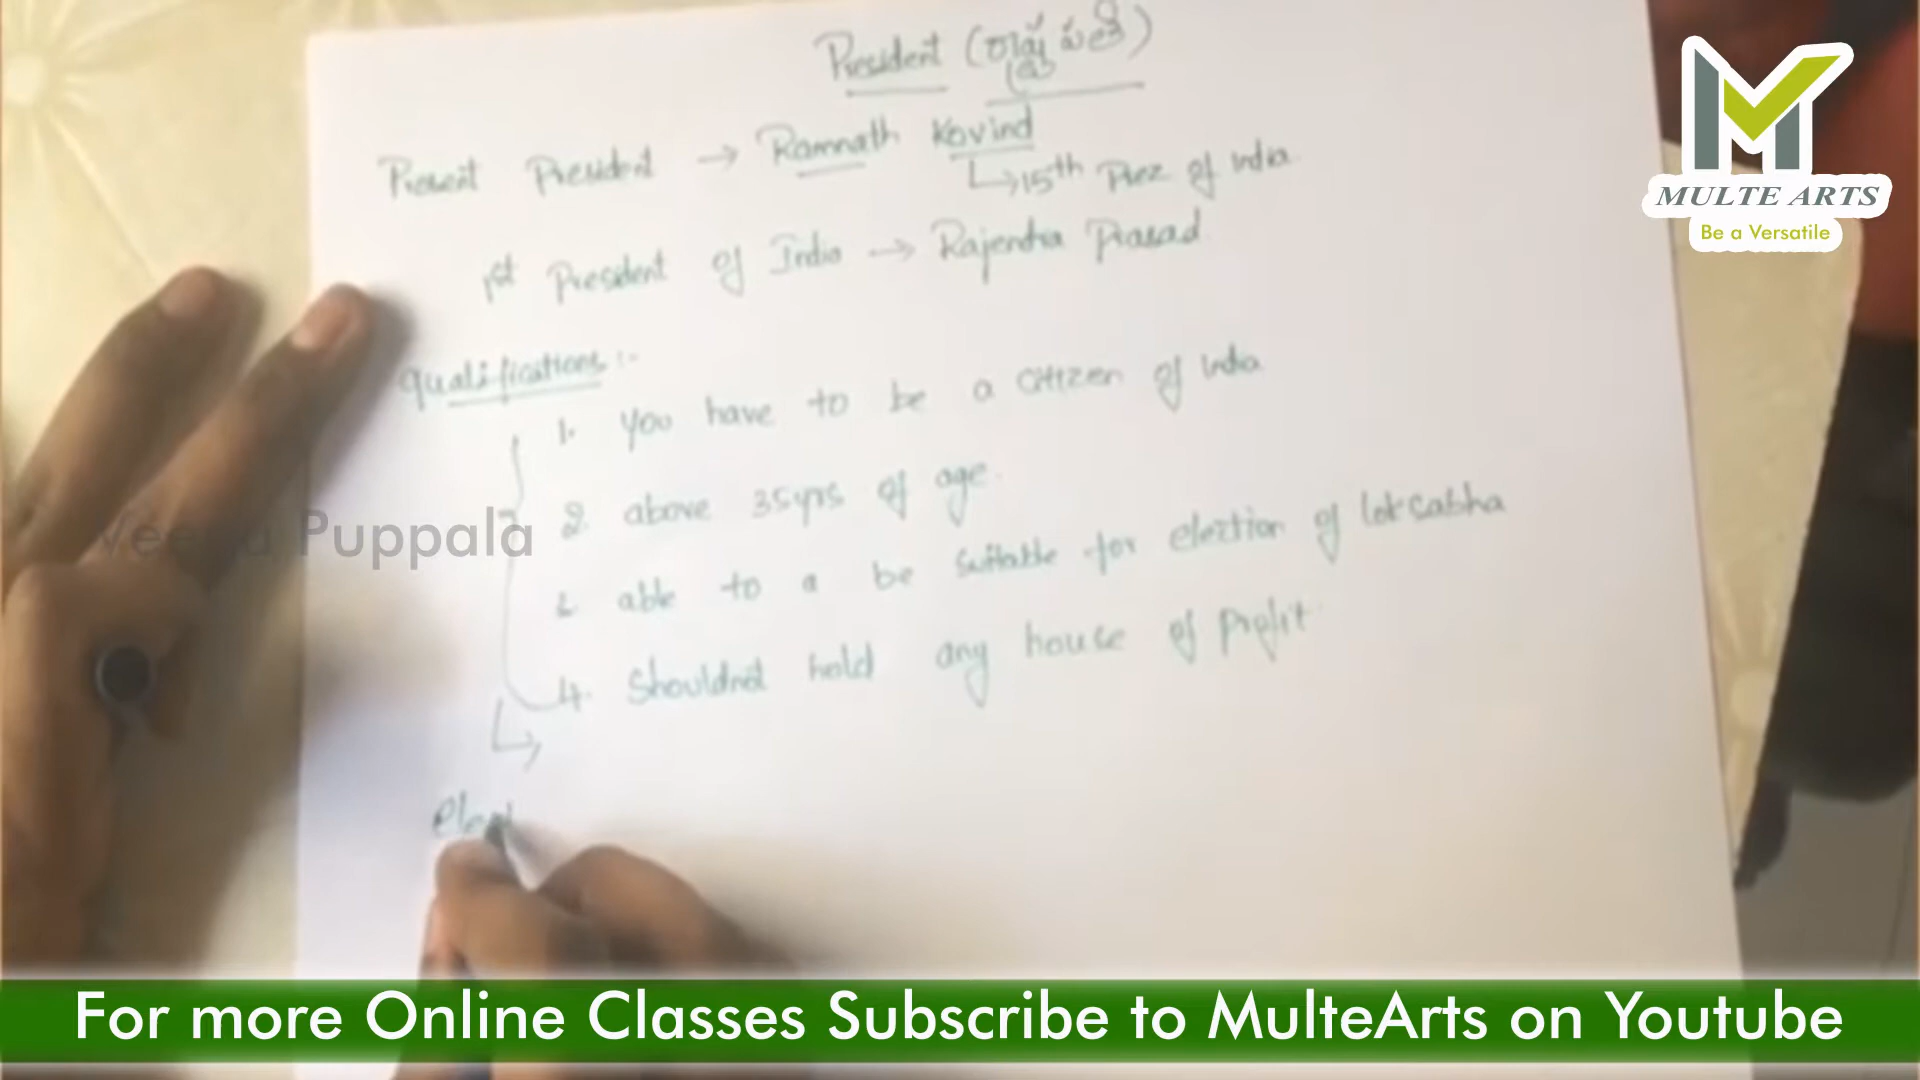 President (రాష్ట్రపతి)
Present President → Ramnath Kovind
↳ 15th Prez of India
1st President of India → Rajendra Prasad
Qualifications :-
1. You have to be a citizen of India
2. above 35yrs of age.
able to a be suitable for election of loksabha
4. Shouldnot hold any house of profit
Elect
Veena Puppala
MULTE ARTS
Be a Versatile
For more Online Classes Subscribe to MulteArts on Youtube